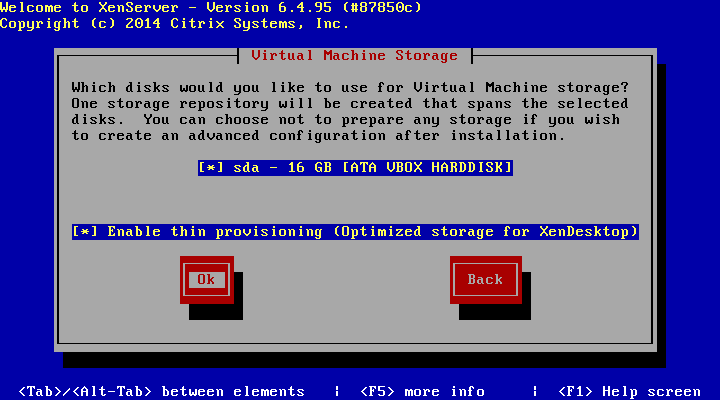 Welcome to XenServer - Version 6.4.95 (#87850c)
Copyright (c) 2014 Citrix Systems, Inc.
Virtual Machine Storage
Which disks would you like to use for Virtual Machine storage?
One storage repository will be created that spans the selected
disks.  You can choose not to prepare any storage if you wish
to create an advanced configuration after installation.
[*] sda - 16 GB [ATA VBOX HARDDISK]
[*] Enable thin provisioning (Optimized storage for XenDesktop)
Ok Back
<Tab>/<Alt-Tab> between elements | <F5> more info | <F1> Help screen